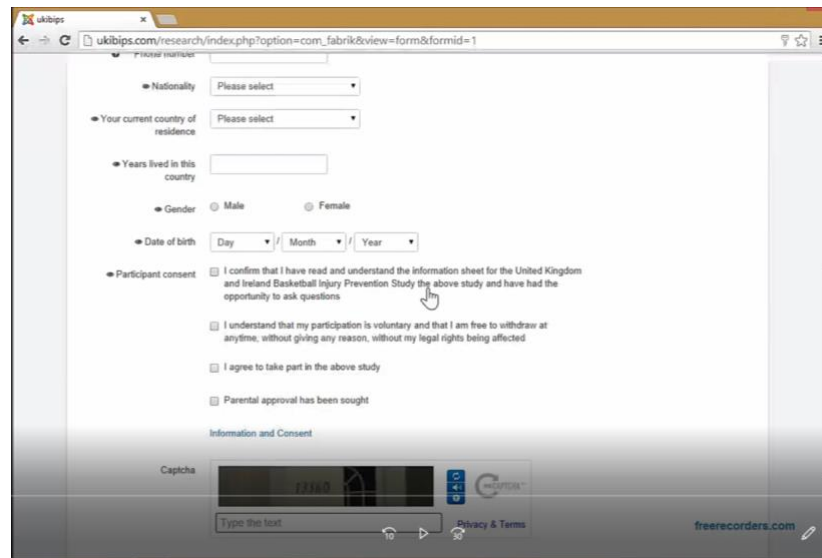 ukibips
ukibips.com/research/index.php?option=com_fabrik&view=form&formid=1
Phone number
Nationality
Please select
Your current country of
residence
Please select
Years lived in this
country
Gender
Male
Female
Date of birth
Day / Month / Year
Participant consent
I confirm that I have read and understand the information sheet for the United Kingdom
and Ireland Basketball Injury Prevention Study the above study and have had the
opportunity to ask questions
I understand that my participation is voluntary and that I am free to withdraw at
anytime, without giving any reason, without my legal rights being affected
I agree to take part in the above study
Parental approval has been sought
Information and Consent
Captcha
Type the text
Privacy & Terms
10
30
freerecorders.com